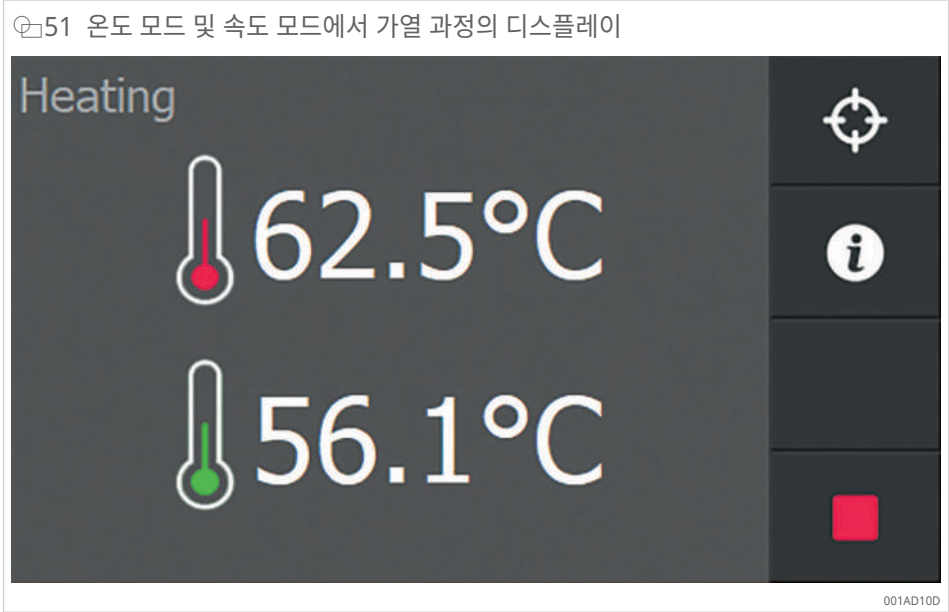 51 온도 모드 및 속도 모드에서 가열 과정의 디스플레이
Heating
62.5°C
i
56.1°C
001AD10D